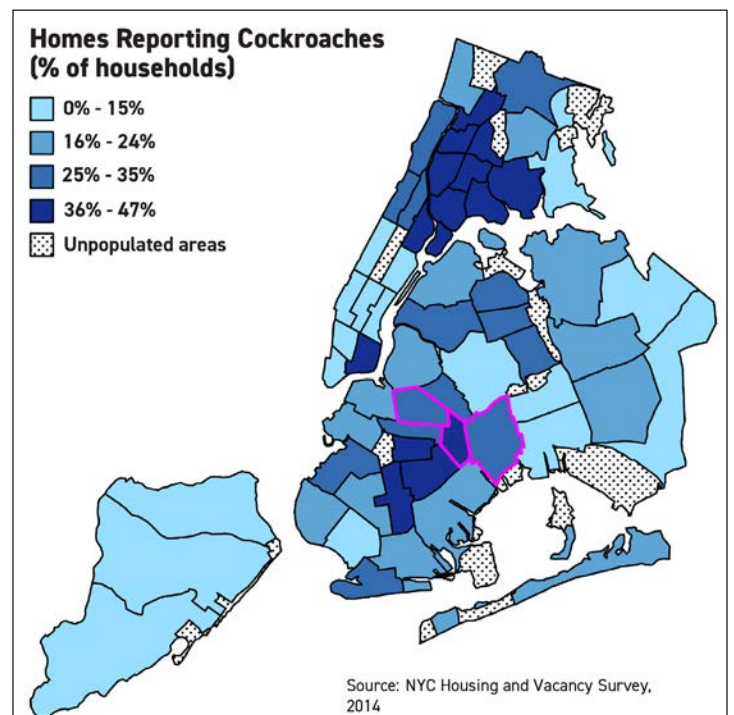 Homes Reporting Cockroaches
(% of households)
0% - 15%
16% - 24%
25% - 35%
36% - 47%
Unpopulated areas
Source: NYC Housing and Vacancy Survey,
2014